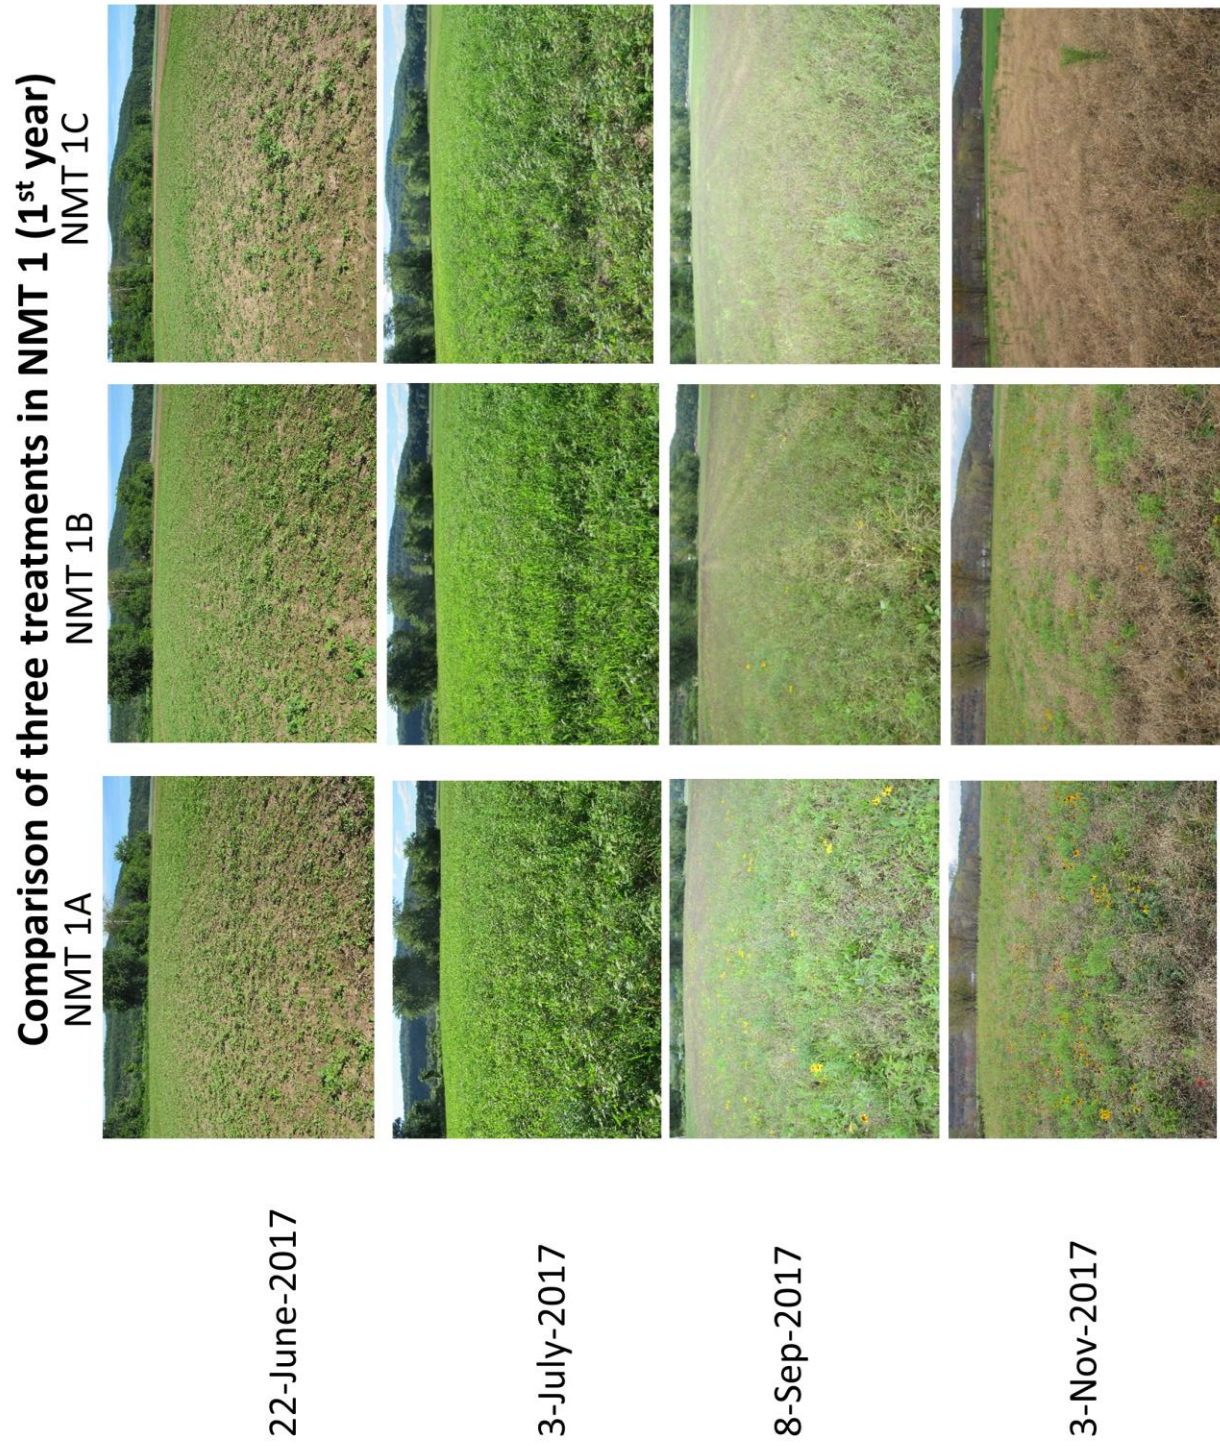 Comparison of three treatments in NMT 1 (1st year)
NMT 1A
NMT 1B
NMT 1C
22-June-2017
3-July-2017
8-Sep-2017
3-Nov-2017